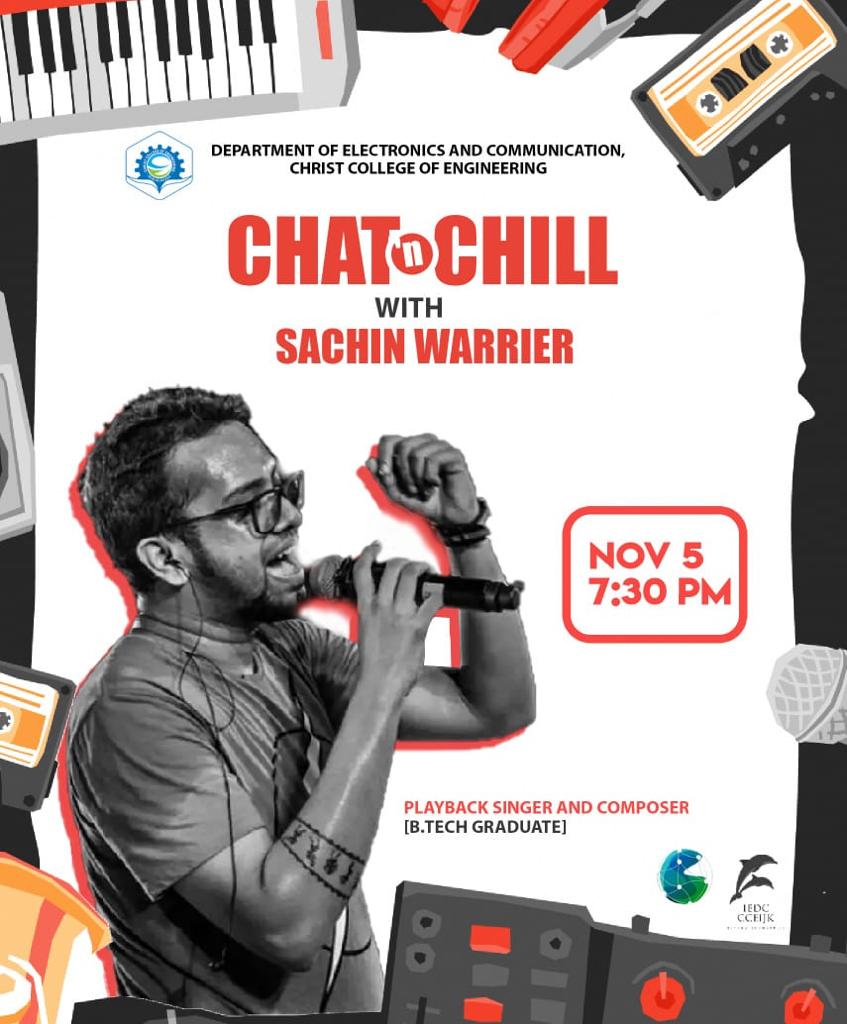 DEPARTMENT OF ELECTRONICS AND COMMUNICATION,
CHRIST COLLEGE OF ENGINEERING
CHAT'n CHILL
WITH
SACHIN WARRIER
NOV 5
7:30 PM
PLAYBACK SINGER AND COMPOSER
[B.TECH GRADUATE]
IEDC
CCEIJK